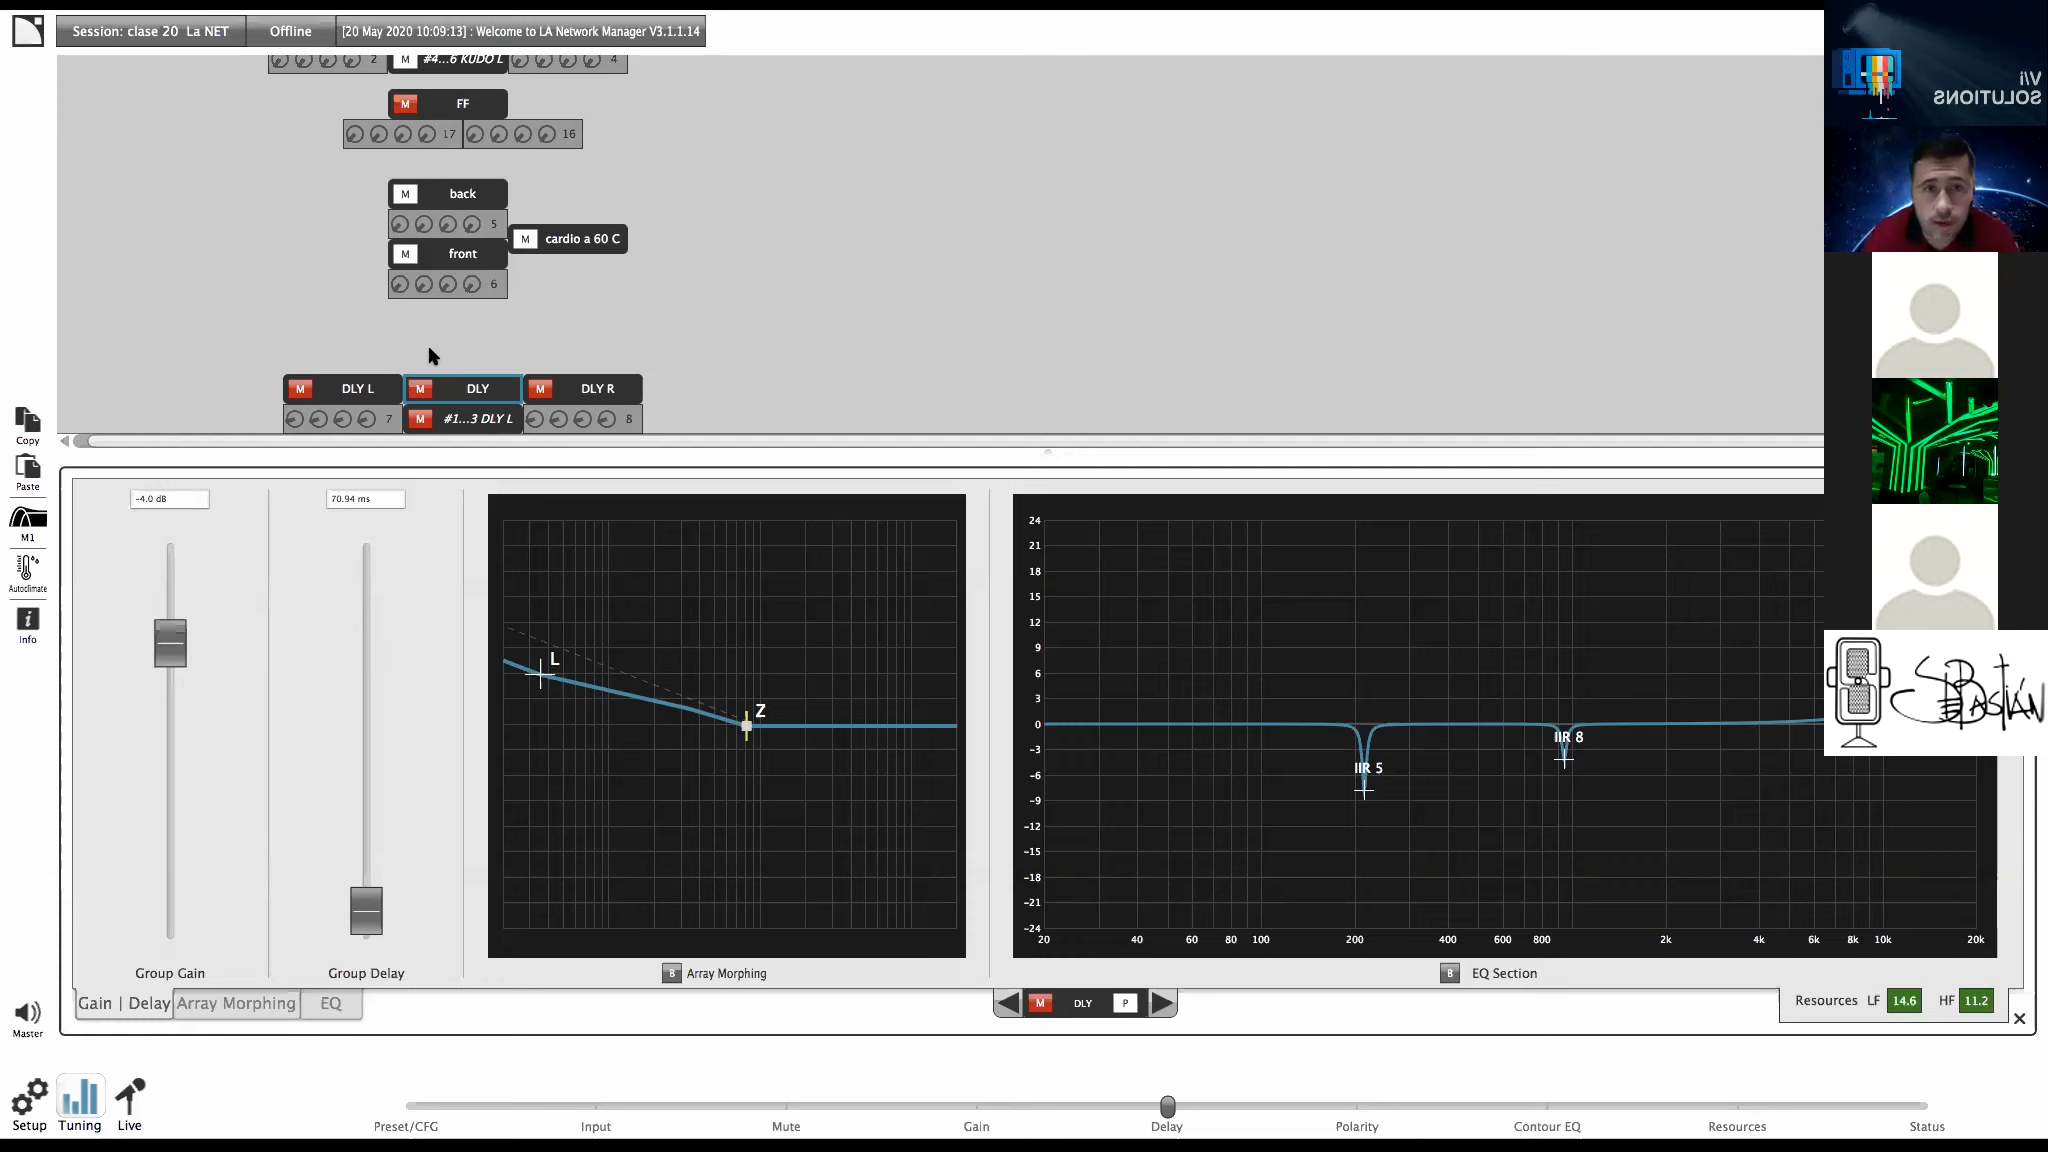 Session: clase 20 La NET
Offline
[20 May 2020 10:09:13] : Welcome to LA Network Manager V3.1.1.14
2
M #4...6 KUDO L
4
M FF
17
16
M back
5
M cardio a 60 C
M front
6
M DLY L
M DLY
M DLY R
7
M #1...3 DLY L
8
Copy
Paste
M1
Autoclimate
Info
Master
-4.0 dB
70.94 ms
Group Gain
Group Delay
L
Z
B Array Morphing
24
21
18
15
12
9
6
3
0
-3
-6
-9
-12
-15
-18
-21
-24
IIR 5
IIR 8
20 40 60 80 100 200 400 600 800 2k 4k 6k 8k 10k 20k
B EQ Section
Gain | Delay
Array Morphing
EQ
M DLY P
Resources LF 14.6 HF 11.2
Setup
Tuning
Live
Preset/CFG Input Mute Gain Delay Polarity Contour EQ Resources Status
V/i
SOLUTIONS
SEBASTIÁN